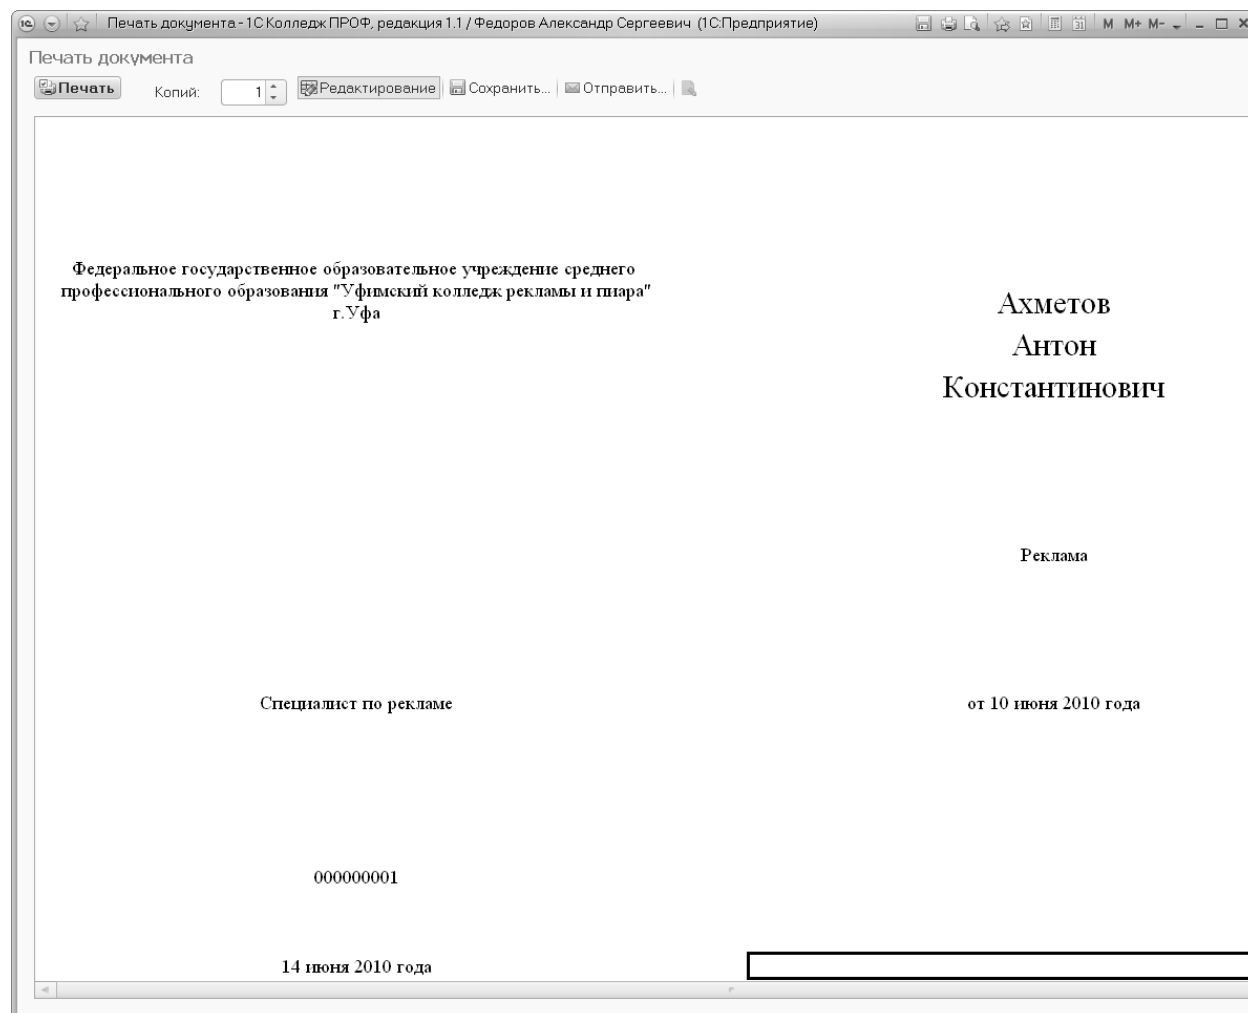 Печать документа - 1С Колледж ПРОФ, редакция 1.1 / Федоров Александр Сергеевич (1С:Предприятие)
M M+ M-
Печать документа
Печать Копий: 1 Редактирование Сохранить... Отправить...
Федеральное государственное образовательное учреждение среднего
профессионального образования "Уфимский колледж рекламы и пиара"
г.Уфа
Ахметов
Антон
Константинович
Реклама
Специалист по рекламе
от 10 июня 2010 года
000000001
14 июня 2010 года